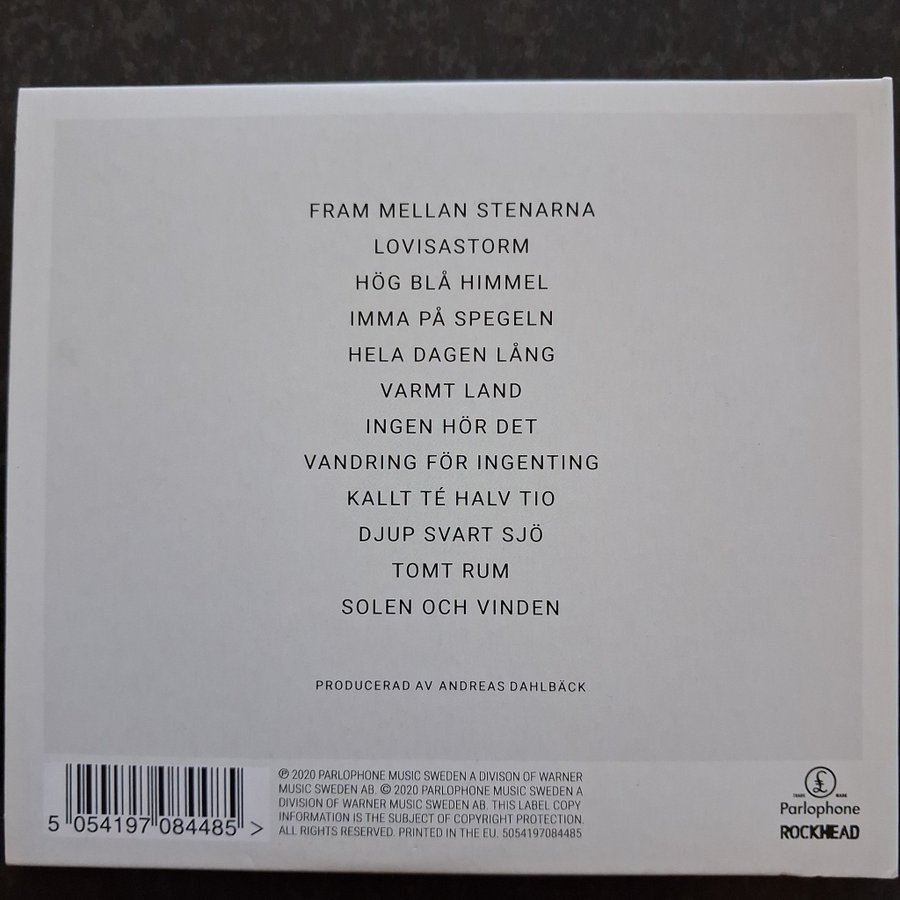 FRAM MELLAN STENARNA
LOVISASTORM
HÖG BLÅ HIMMEL
IMMA PÅ SPEGELN
HELA DAGEN LÅNG
VARMT LAND
INGEN HÖR DET
VANDRING FÖR INGENTING
KALLT TÉ HALV TIO
DJUP SVART SJÖ
TOMT RUM
SOLEN OCH VINDEN
PRODUCERAD AV ANDREAS DAHLBÄCK
5 054197 084485 >
℗ 2020 PARLOPHONE MUSIC SWEDEN A DIVISON OF WARNER
MUSIC SWEDEN AB. © 2020 PARLOPHONE MUSIC SWEDEN A
DIVISION OF WARNER MUSIC SWEDEN AB. THIS LABEL COPY
INFORMATION IS THE SUBJECT OF COPYRIGHT PROTECTION.
ALL RIGHTS RESERVED. PRINTED IN THE EU. 5054197084485
TRADE £ MARK
Parlophone
ROCKHEAD